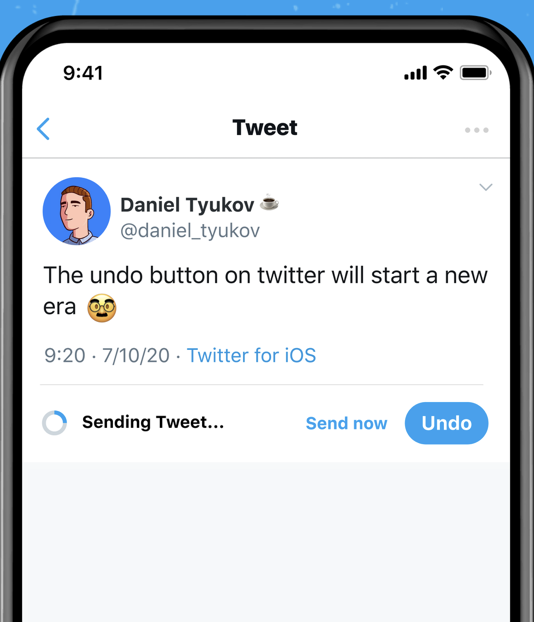 9:41
Tweet
Daniel Tyukov ☕
@daniel_tyukov
The undo button on twitter will start a new
era 🥸
9:20 · 7/10/20 · Twitter for iOS
Sending Tweet...
Send now
Undo